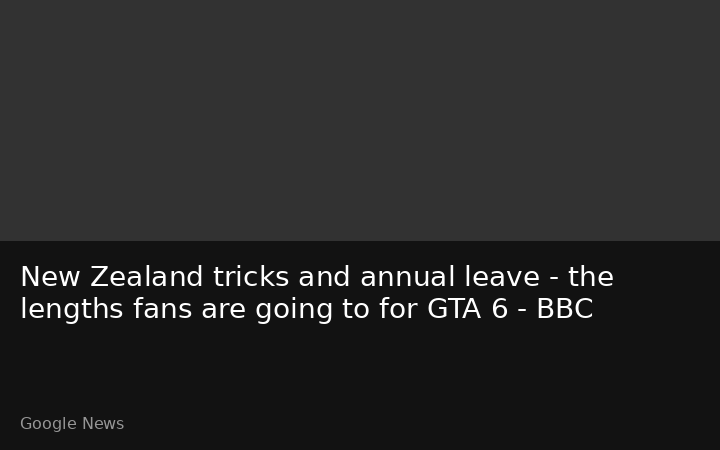 New Zealand tricks and annual leave - the
lengths fans are going to for GTA 6 - BBC
Google News